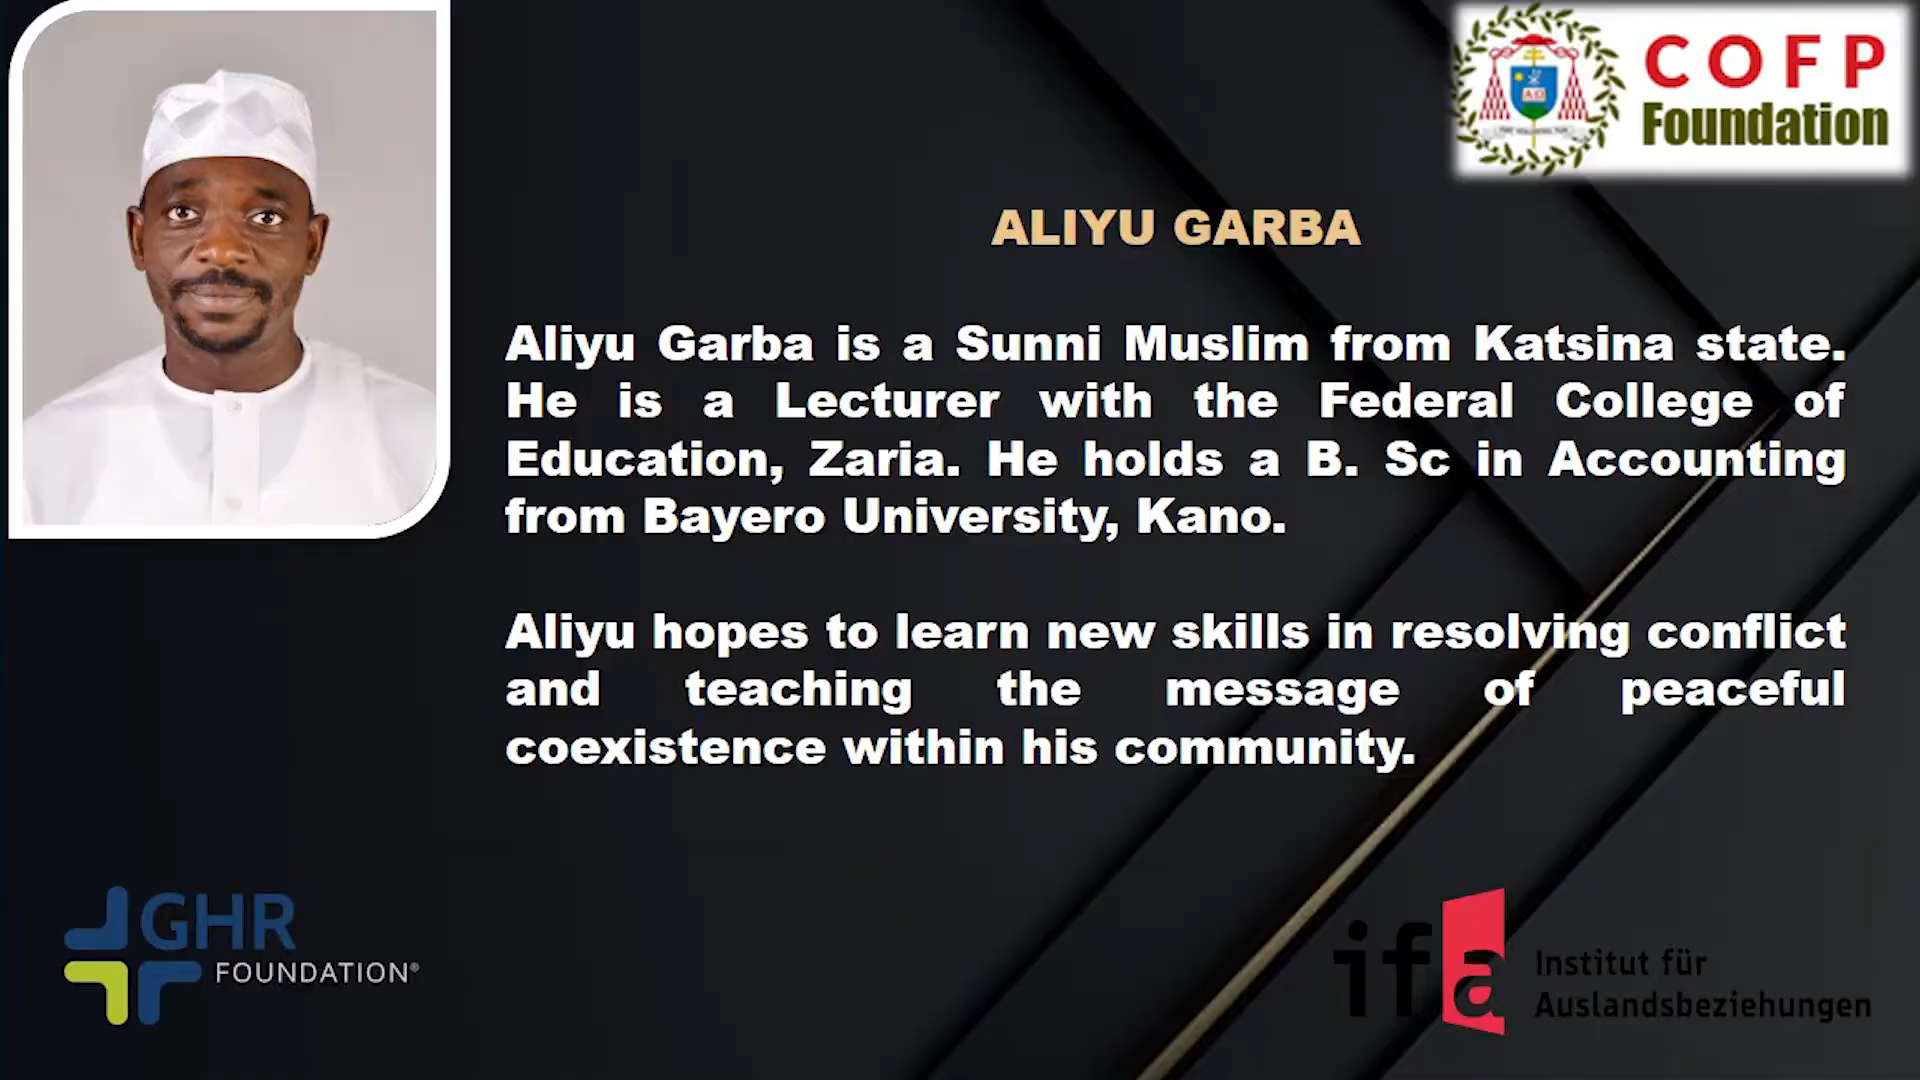 COFP
Foundation
ALIYU GARBA
Aliyu Garba is a Sunni Muslim from Katsina state.
He is a Lecturer with the Federal College of
Education, Zaria. He holds a B. Sc in Accounting
from Bayero University, Kano.
Aliyu hopes to learn new skills in resolving conflict
and teaching the message of peaceful
coexistence within his community.
GHR
FOUNDATION®
ifa
Institut für
Auslandsbeziehungen